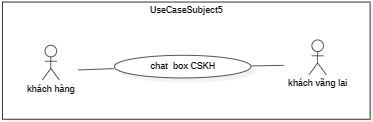 UseCaseSubject5
chat box CSKH
khách hàng
khách vãng lai